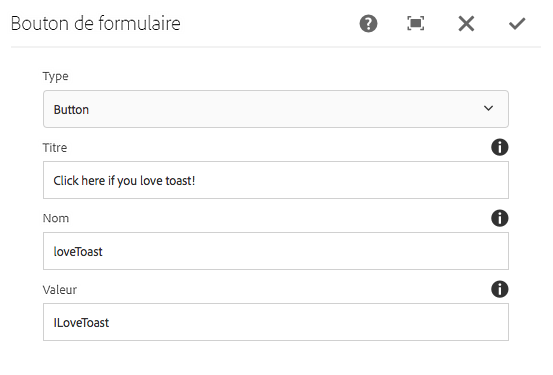 Bouton de formulaire
Type
Button
Titre
Click here if you love toast!
Nom
loveToast
Valeur
ILoveToast